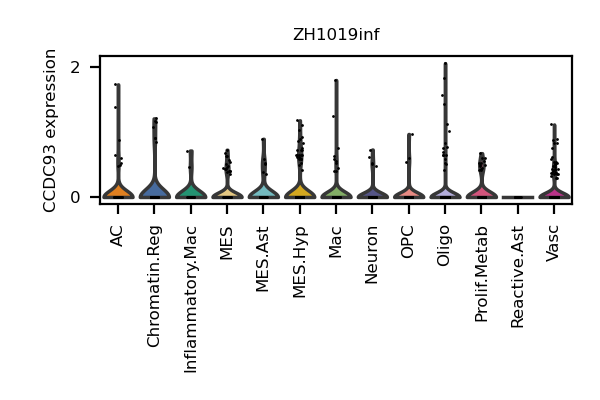 ZH1019inf
CCDC93 expression
2
0
AC
Chromatin.Reg
Inflammatory.Mac
MES
MES.Ast
MES.Hyp
Mac
Neuron
OPC
Oligo
Prolif.Metab
Reactive.Ast
Vasc